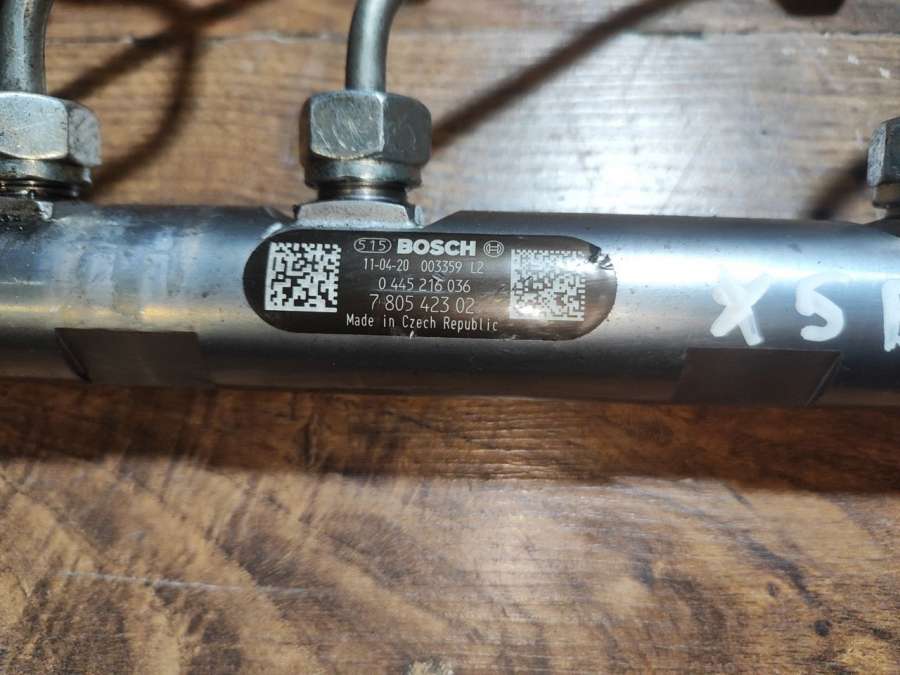 515 BOSCH
11-04-20 003359 L2
0 445 216 036
7 805 423 02
Made in Czech Republic
X5